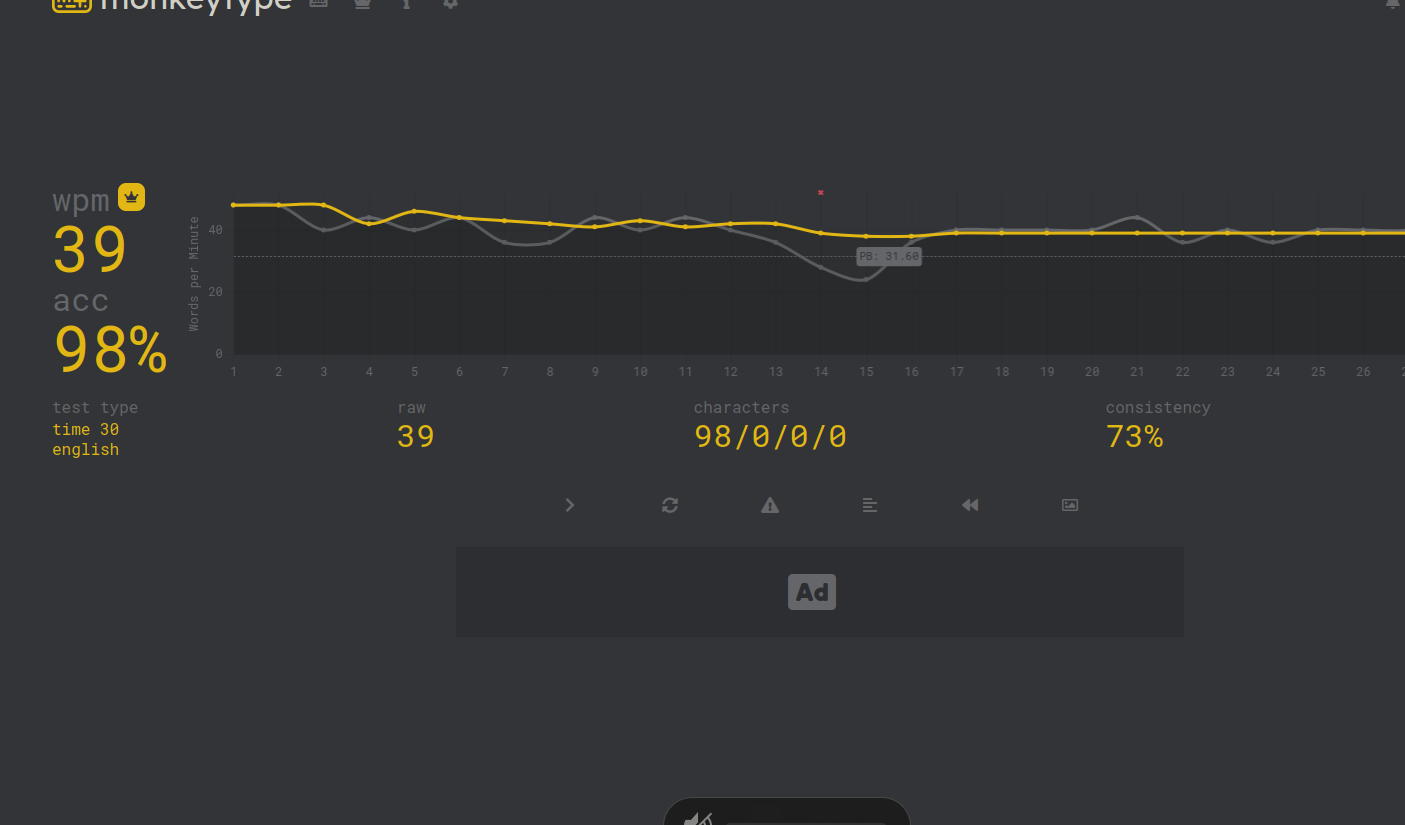 monkeytype
wpm
39
acc
98%
Words per Minute
40
20
0
PB: 31.60
1 2 3 4 5 6 7 8 9 10 11 12 13 14 15 16 17 18 19 20 21 22 23 24 25 26
test type
time 30
english
raw
39
characters
98/0/0/0
consistency
73%
Ad